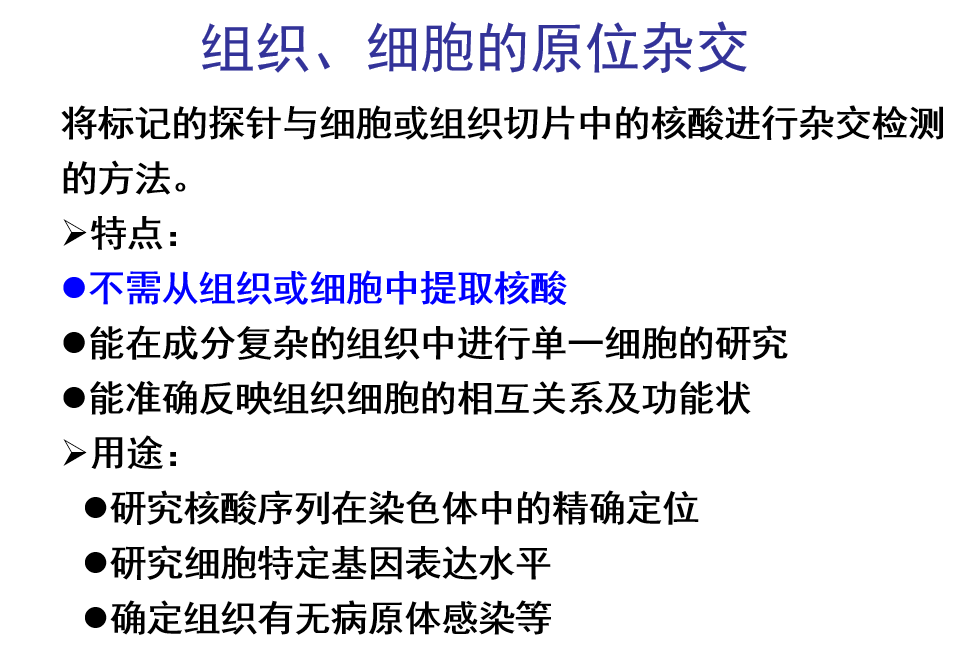 组织、细胞的原位杂交
将标记的探针与细胞或组织切片中的核酸进行杂交检测
的方法。
➢特点：
●不需从组织或细胞中提取核酸
●能在成分复杂的组织中进行单一细胞的研究
●能准确反映组织细胞的相互关系及功能状
➢用途：
●研究核酸序列在染色体中的精确定位
●研究细胞特定基因表达水平
●确定组织有无病原体感染等